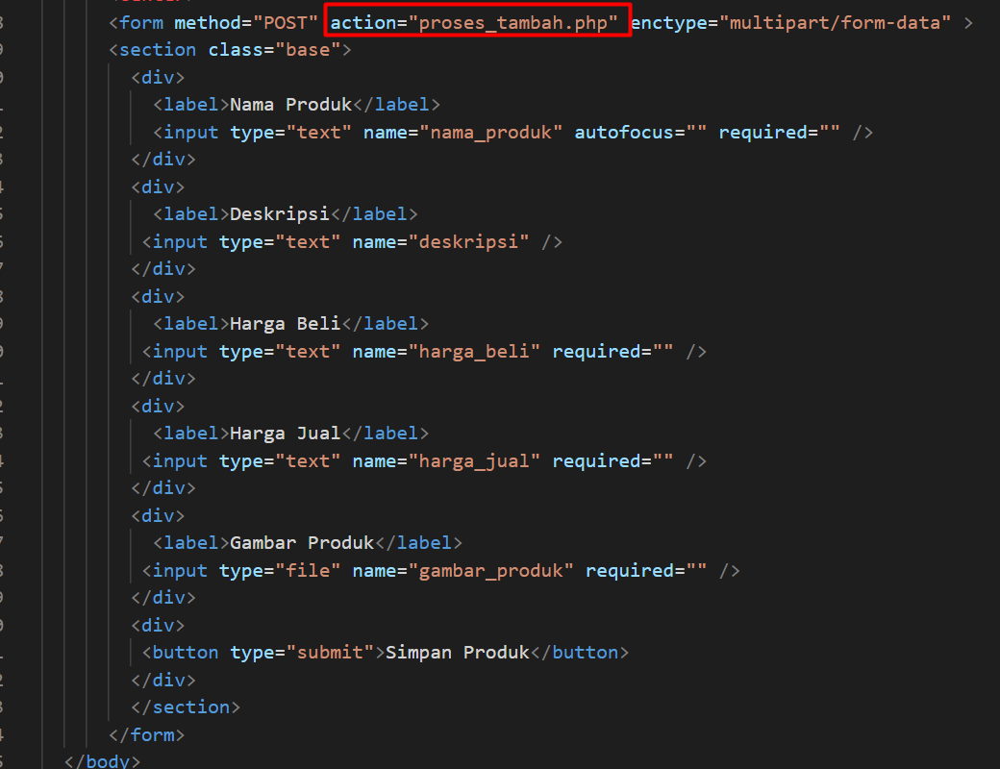 <form method="POST" action="proses_tambah.php" enctype="multipart/form-data" >
<section class="base">
<div>
<label>Nama Produk</label>
<input type="text" name="nama_produk" autofocus="" required="" />
</div>
<div>
<label>Deskripsi</label>
<input type="text" name="deskripsi" />
</div>
<div>
<label>Harga Beli</label>
<input type="text" name="harga_beli" required="" />
</div>
<div>
<label>Harga Jual</label>
<input type="text" name="harga_jual" required="" />
</div>
<div>
<label>Gambar Produk</label>
<input type="file" name="gambar_produk" required="" />
</div>
<div>
<button type="submit">Simpan Produk</button>
</div>
</section>
</form>
</body>